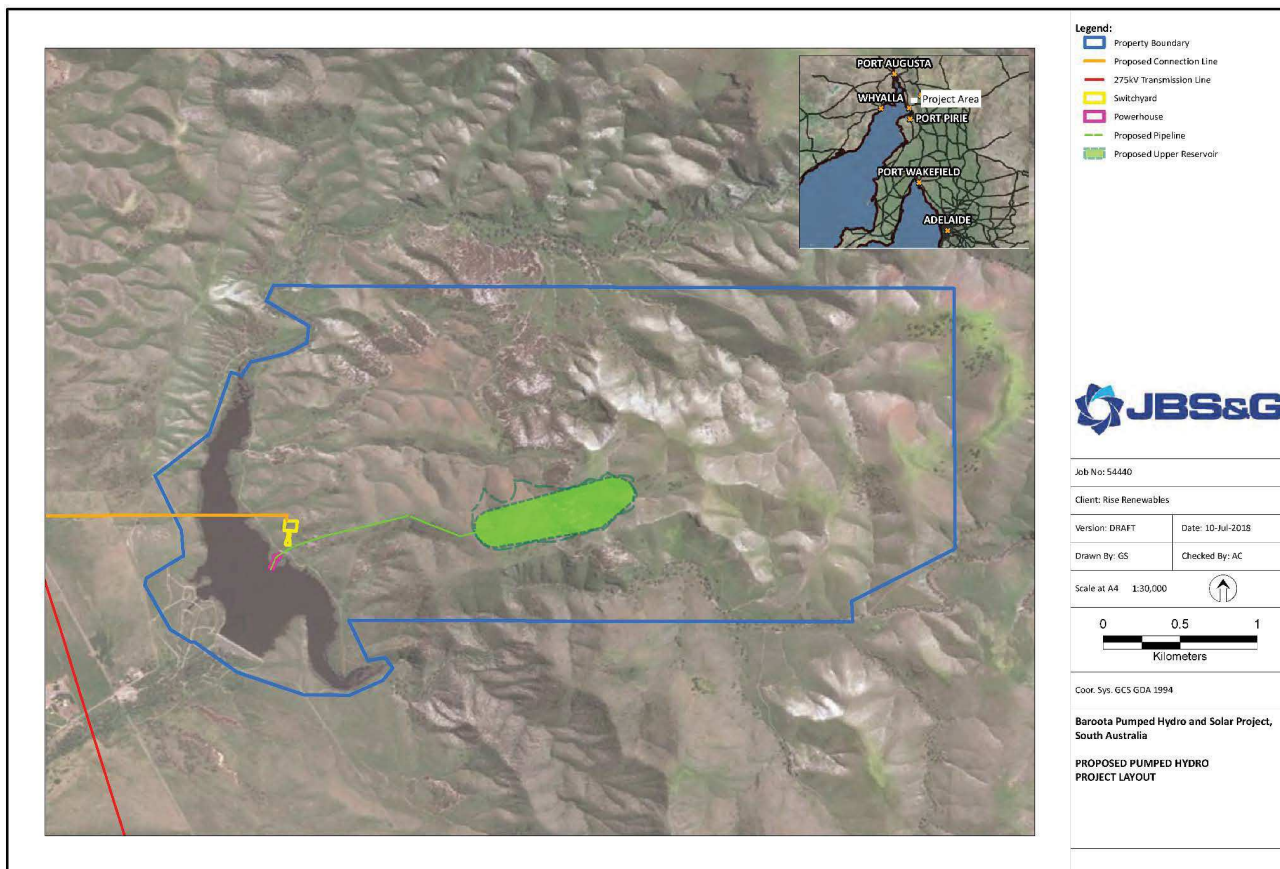 PORT AUGUSTA
WHYALLA
Project Area
PORT PIRIE
PORT WAKEFIELD
ADELAIDE
Legend:
Property Boundary
Proposed Connection Line
275kV Transmission Line
Switchyard
Powerhouse
Proposed Pipeline
Proposed Upper Reservoir
JBS&G
Job No: 54440
Client: Rise Renewables
Version: DRAFT
Date: 10-Jul-2018
Drawn By: GS
Checked By: AC
Scale at A4 1:30,000
0 0.5 1
Kilometers
Coor. Sys. GCS GDA 1994
Baroota Pumped Hydro and Solar Project,
South Australia
PROPOSED PUMPED HYDRO
PROJECT LAYOUT